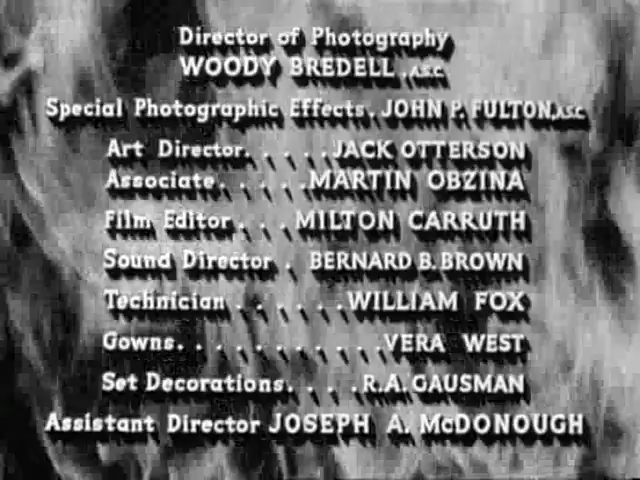 Director of Photography
WOODY BREDELL, A.S.C.
Special Photographic Effects. JOHN P. FULTON, A.S.C.
Art Director. . . . . JACK OTTERSON
Associate. . . . . MARTIN OBZINA
Film Editor . . . MILTON CARRUTH
Sound Director . BERNARD B. BROWN
Technician . . . . . . WILLIAM FOX
Gowns. . . . . . . . . . . VERA WEST
Set Decorations. . . . R.A. GAUSMAN
Assistant Director JOSEPH A. McDONOUGH